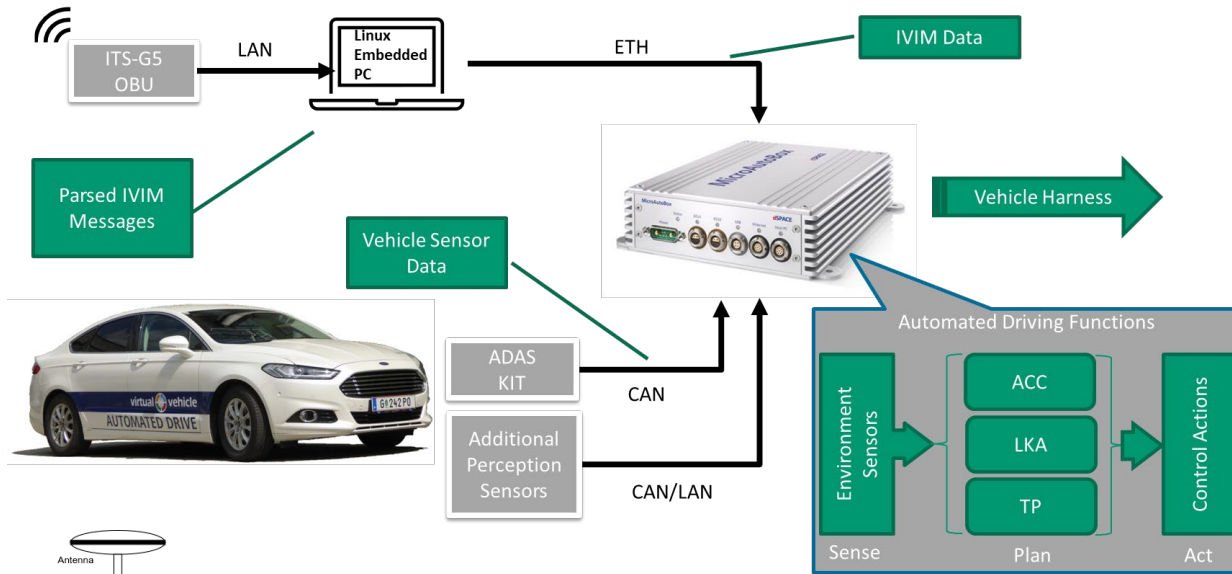 ITS-G5
OBU
LAN
Linux
Embedded
PC
ETH
IVIM Data
Parsed IVIM
Messages
Vehicle Sensor
Data
MicroAutoBox
dSPACE
MicroAutoBox
dSPACE
Vehicle Harness
virtual vehicle
AUTOMATED DRIVE
G 242 PO
ADAS
KIT
CAN
Additional
Perception
Sensors
CAN/LAN
Automated Driving Functions
Environment
Sensors
ACC
LKA
TP
Control Actions
Sense
Plan
Act
Antenna